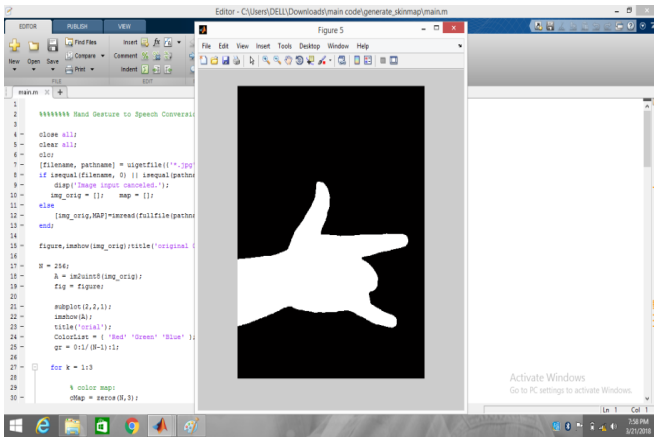 Editor - C:\Users\DELL\Downloads\main code\generate_skinmap\main.m
EDITOR PUBLISH VIEW
Find Files
Compare
Print
New Open Save
FILE
Insert
Comment
Indent
EDIT
main.m
Figure 5
File Edit View Insert Tools Desktop Window Help
1
2 %%%%%%%% Hand Gesture to Speech Conversi
3
4 - close all;
5 - clear all;
6 - clc;
7 - [filename, pathname] = uigetfile({'*.jpg'
8 - if isequal(filename, 0) || isequal(pathn
9 - disp('Image input canceled.');
10 - img_orig = []; map = [];
11 - else
12 - [img_orig,MAP]=imread(fullfile(pathn
13 - end;
14
15 - figure,imshow(img_orig);title('original
16
17 - N = 256;
18 - A = im2uint8(img_orig);
19 - fig = figure;
20
21 - subplot(2,2,1);
22 - imshow(A);
23 - title('orial');
24 - ColorList = { 'Red' 'Green' 'Blue' };
25 - gr = 0:1/(N-1):1;
26
27 - for k = 1:3
28
29 % color map:
30 - cMap = zeros(N,3);
Activate Windows
Go to PC settings to activate Windows.
Ln 1 Col 1
7:58 PM
3/21/2018